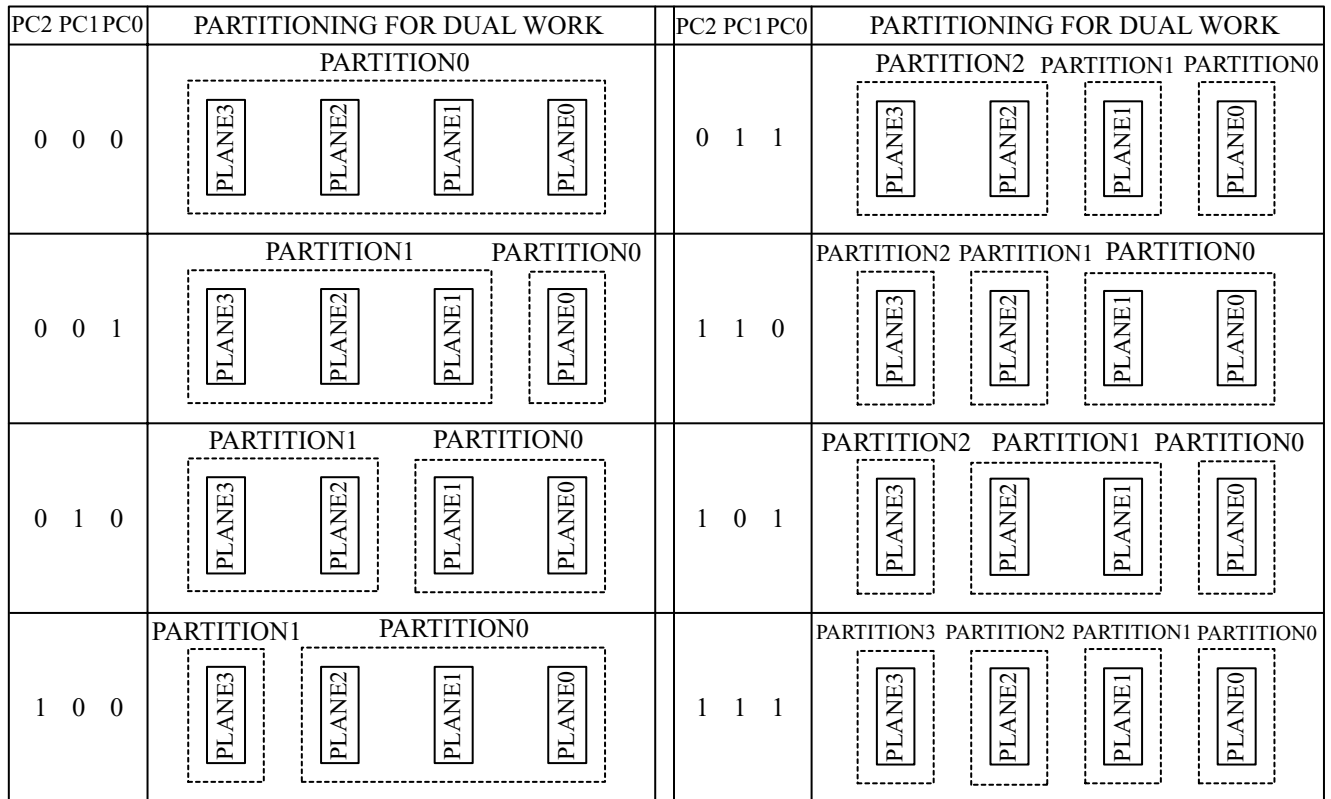 PC2 PC1 PC0 PARTITIONING FOR DUAL WORK PC2 PC1 PC0 PARTITIONING FOR DUAL WORK
PARTITION0
0 0 0 PLANE3 PLANE2 PLANE1 PLANE0
PARTITION2 PARTITION1 PARTITION0
0 1 1 PLANE3 PLANE2 PLANE1 PLANE0
PARTITION1 PARTITION0
0 0 1 PLANE3 PLANE2 PLANE1 PLANE0
PARTITION2 PARTITION1 PARTITION0
1 1 0 PLANE3 PLANE2 PLANE1 PLANE0
PARTITION1 PARTITION0
0 1 0 PLANE3 PLANE2 PLANE1 PLANE0
PARTITION2 PARTITION1 PARTITION0
1 0 1 PLANE3 PLANE2 PLANE1 PLANE0
PARTITION1 PARTITION0
1 0 0 PLANE3 PLANE2 PLANE1 PLANE0
PARTITION3 PARTITION2 PARTITION1 PARTITION0
1 1 1 PLANE3 PLANE2 PLANE1 PLANE0